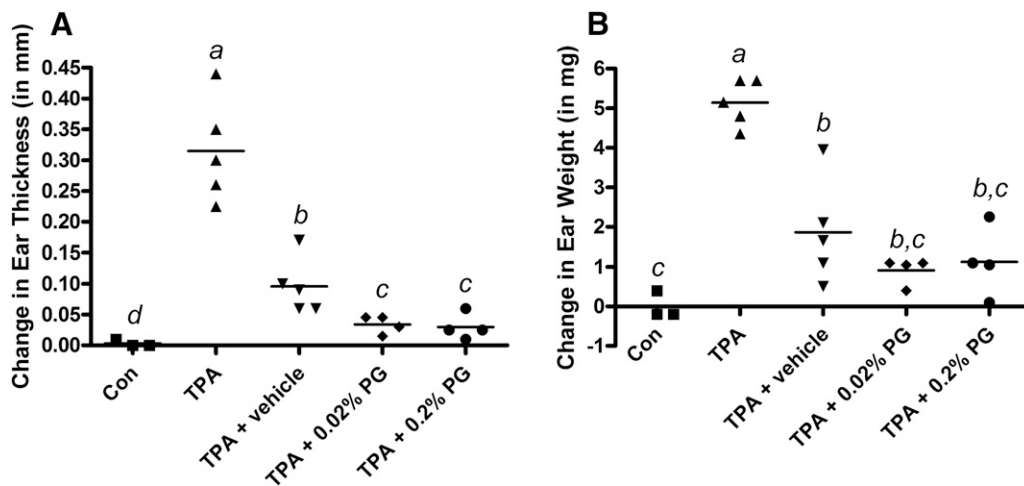 A
Change in Ear Thickness (in mm)
0.45
0.40
0.35
0.30
0.25
0.20
0.15
0.10
0.05
0.00
d
a
b
c
c
Con
TPA
TPA + vehicle
TPA + 0.02% PG
TPA + 0.2% PG
B
Change in Ear Weight (in mg)
6
5
4
3
2
1
0
-1
c
a
b
b,c
b,c
Con
TPA
TPA + vehicle
TPA + 0.02% PG
TPA + 0.2% PG